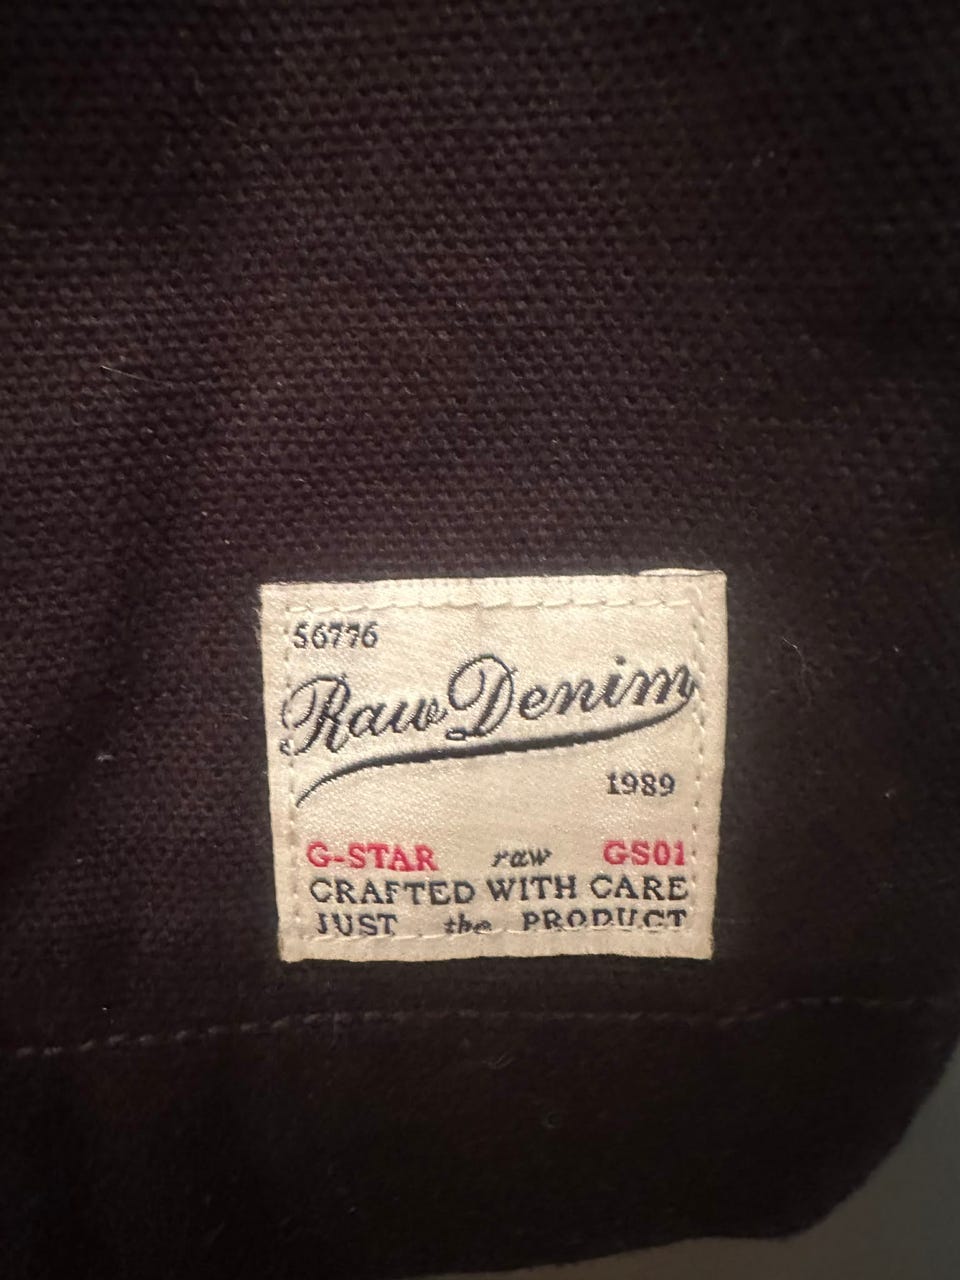 56776
Raw Denim
1989
G-STAR raw GS01
CRAFTED WITH CARE
JUST the PRODUCT